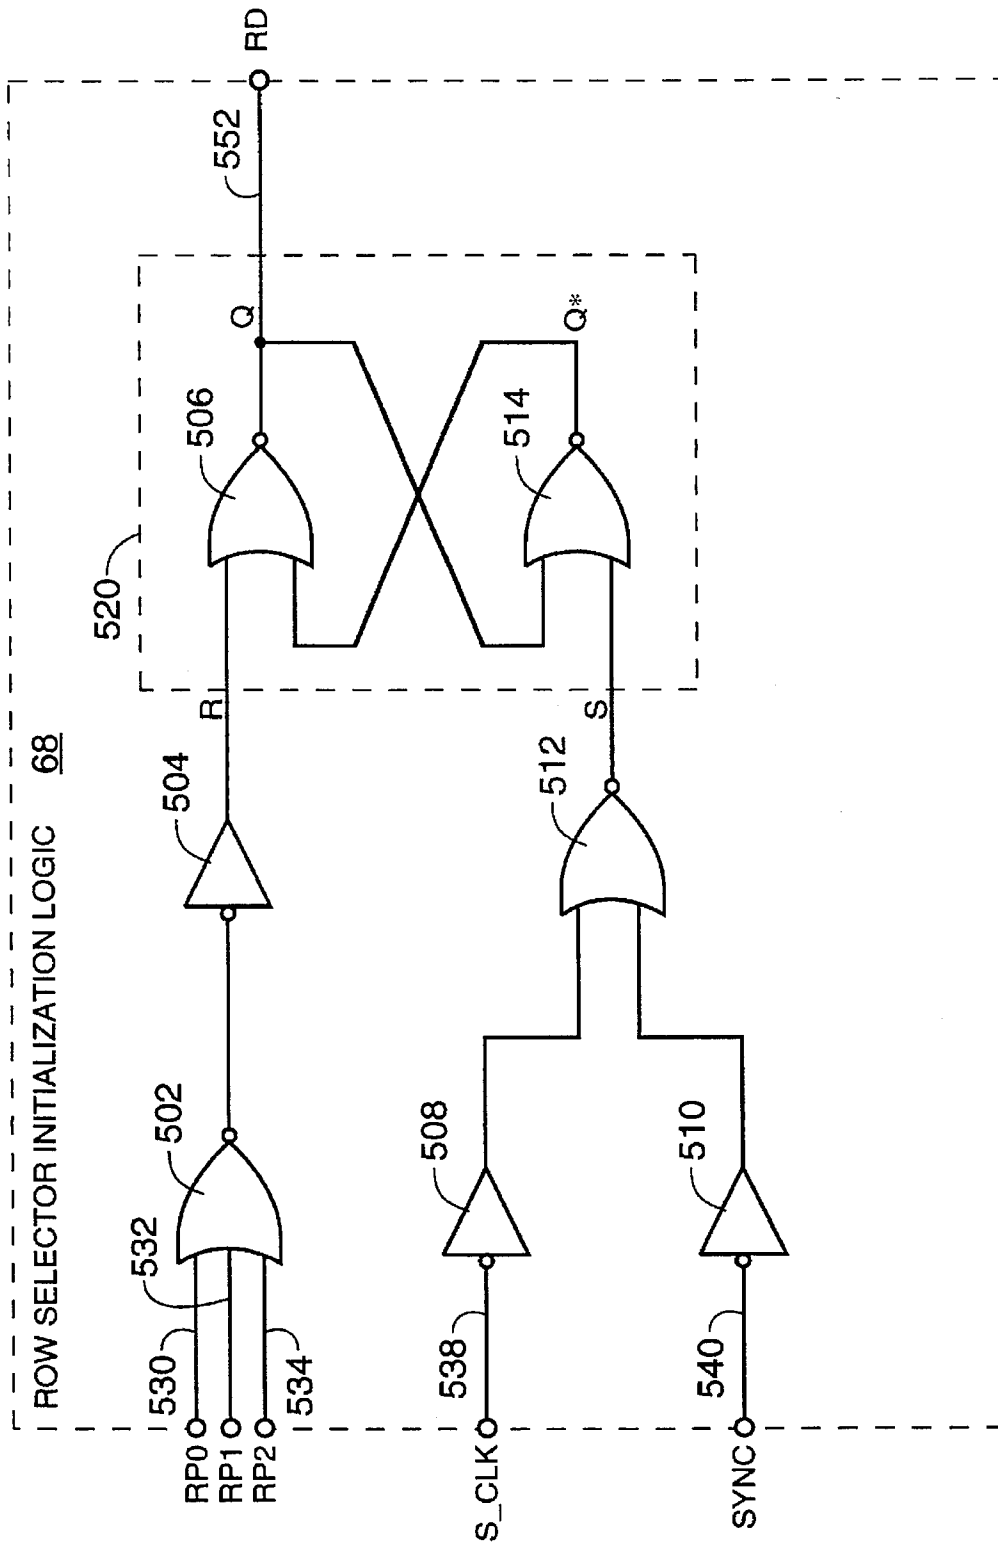 ROW SELECTOR INITIALIZATION LOGIC 68
RP0
RP1
RP2
530
532
534
502
504
R
520
506
Q
552
RD
S_CLK
538
508
SYNC
540
510
512
S
514
Q*